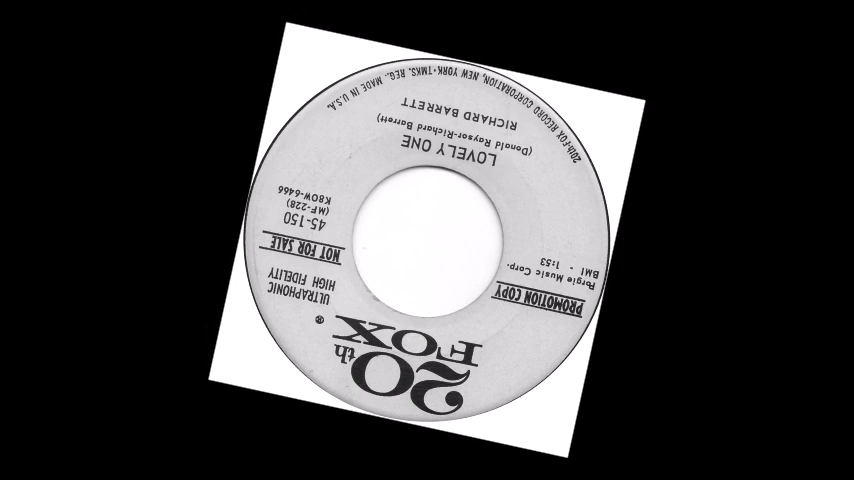 20th
FOX ®
PROMOTION COPY
Pergie Music Corp.
BMI - 1:53
ULTRAPHONIC
HIGH FIDELITY
NOT FOR SALE
45-150
(MF-228)
K8OW-6466
LOVELY ONE
(Donald Raysor-Richard Barrett)
RICHARD BARRETT
20th-FOX RECORD CORPORATION, NEW YORK•TMKS. REG., MADE IN U.S.A.